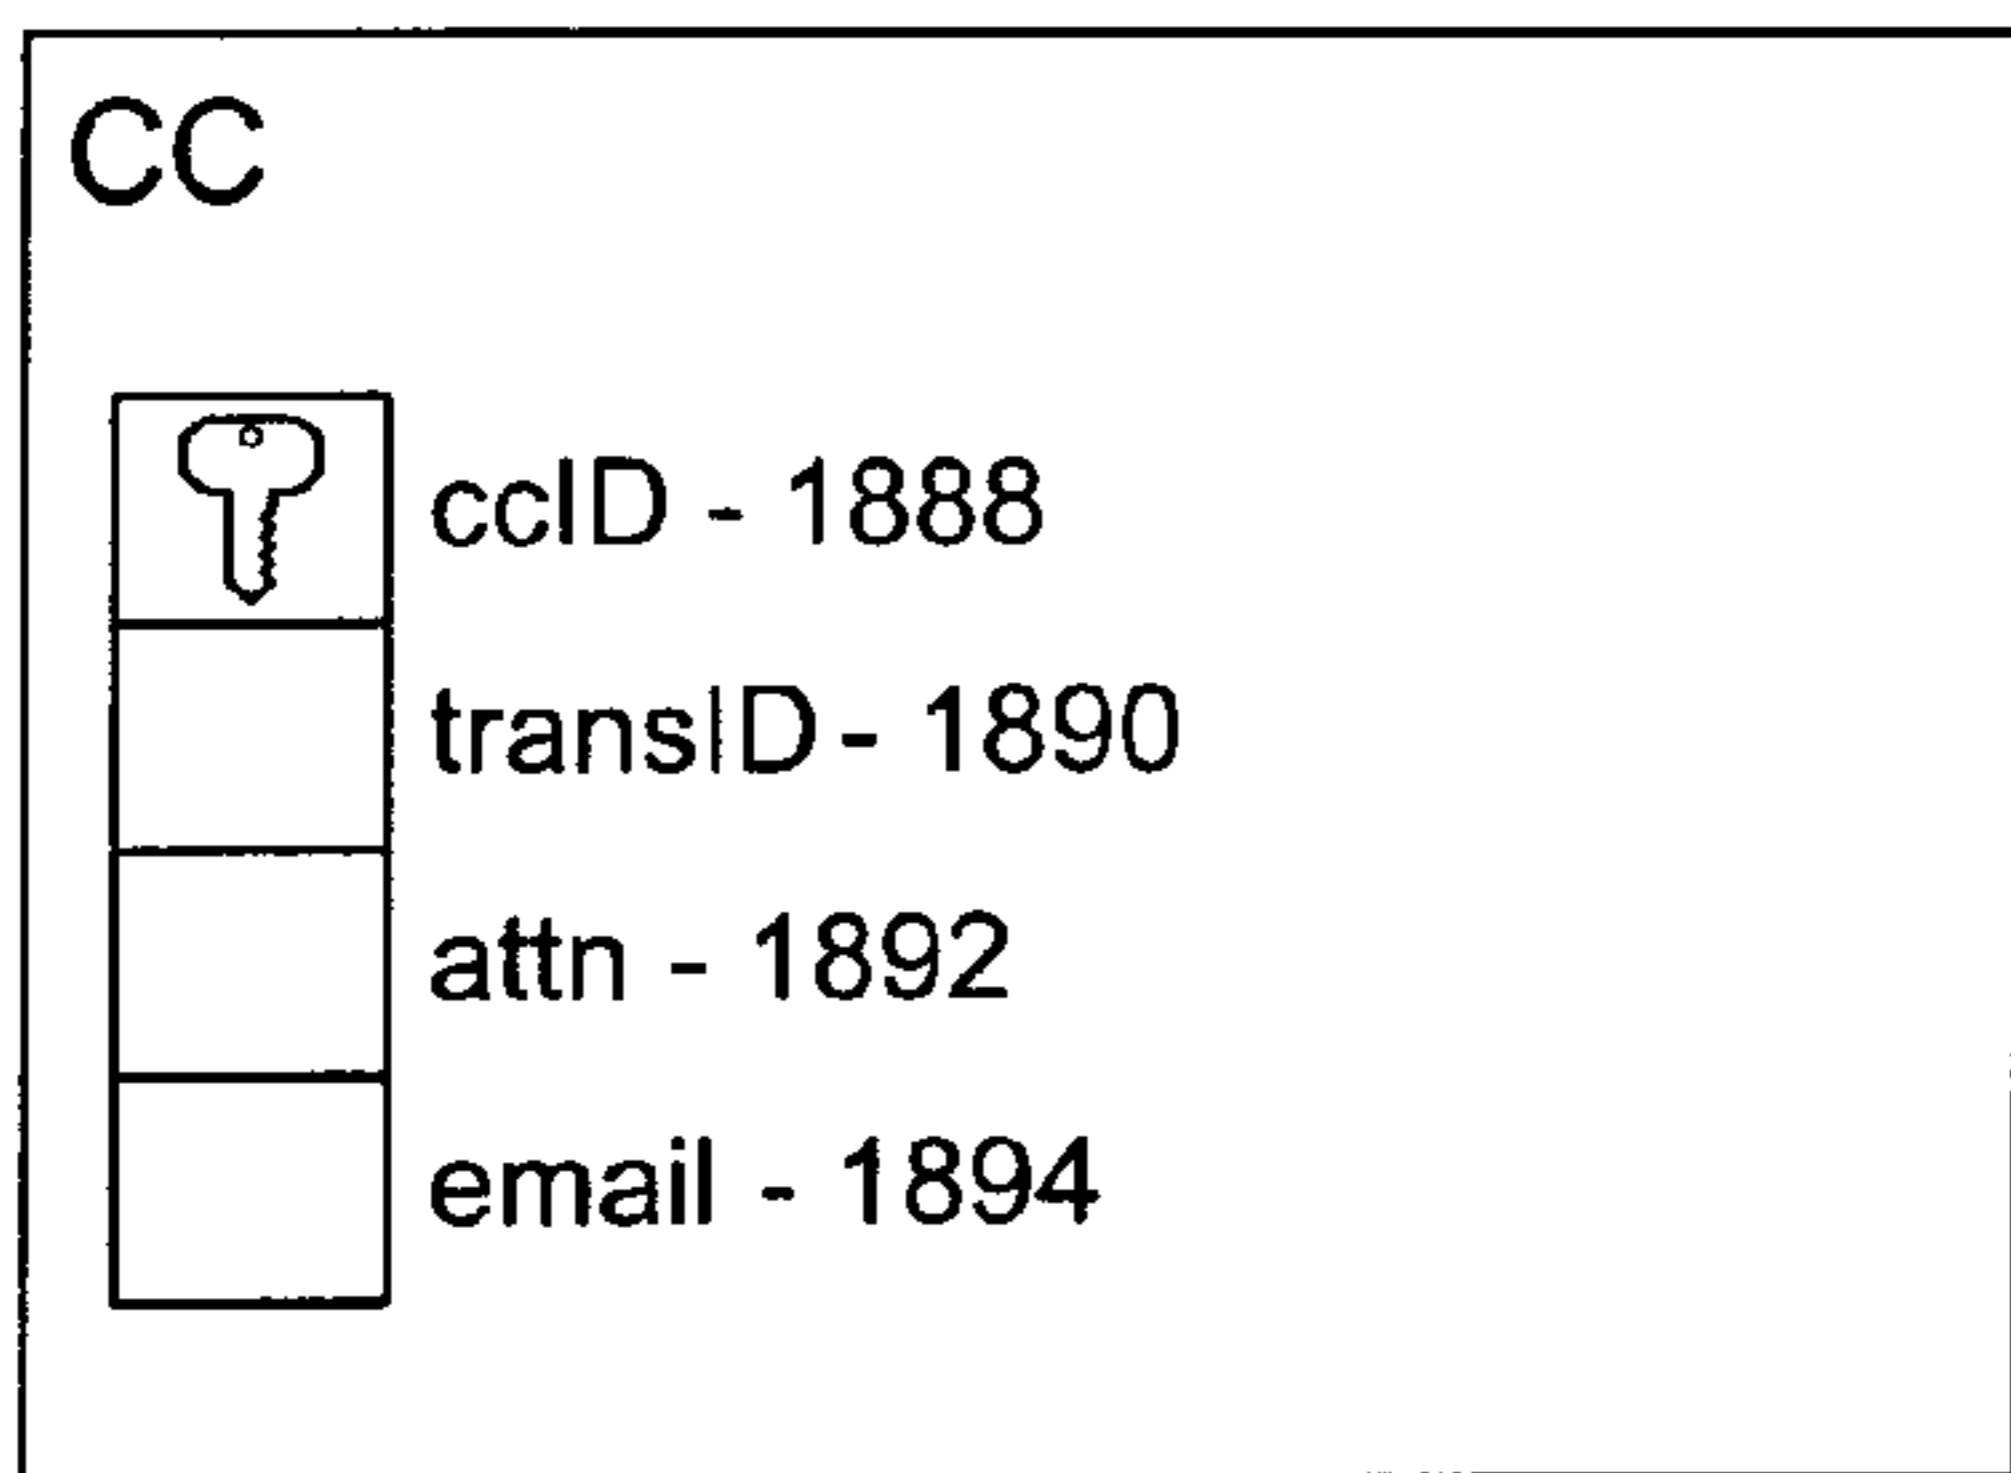 CC
ccID - 1888
transID - 1890
attn - 1892
email - 1894